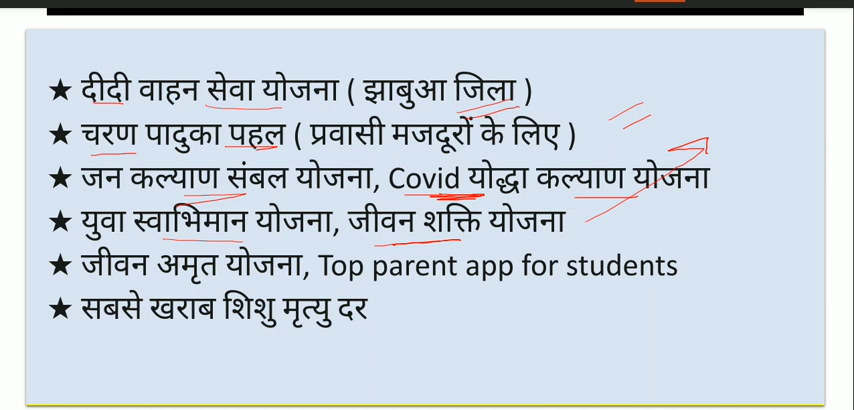 ★ दीदी वाहन सेवा योजना ( झाबुआ जिला )
★ चरण पादुका पहल ( प्रवासी मजदूरों के लिए )
★ जन कल्याण संबल योजना, Covid योद्धा कल्याण योजना
★ युवा स्वाभिमान योजना, जीवन शक्ति योजना
★ जीवन अमृत योजना, Top parent app for students
★ सबसे खराब शिशु मृत्यु दर